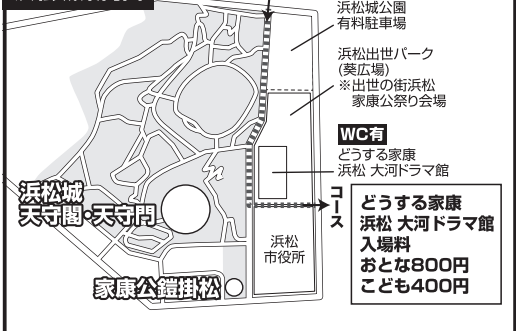 浜松城公園
有料駐車場
浜松出世パーク
(葵広場)
※出世の街浜松
家康公祭り会場
WC有
どうする家康
浜松 大河ドラマ館
浜松城
天守閣・天守門
コース
どうする家康
浜松 大河ドラマ館
入場料
おとな800円
こども400円
浜松
市役所
家康公鎧掛松